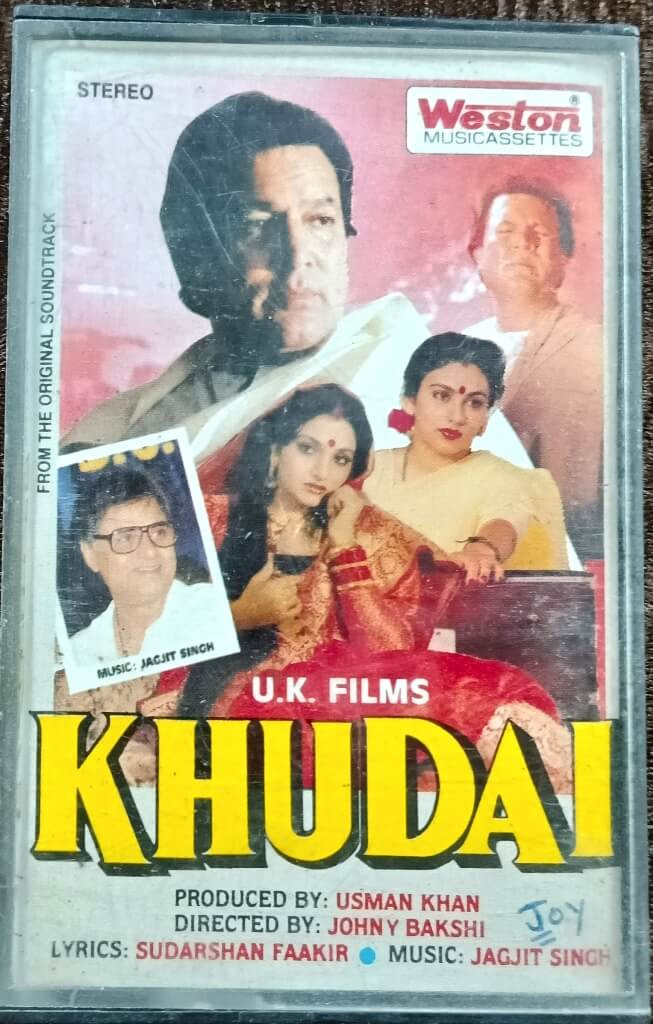 STEREO
Weston®
MUSICASSETTES
FROM THE ORIGINAL SOUNDTRACK
MUSIC: JAGJIT SINGH
U.K. FILMS
KHUDAI
PRODUCED BY: USMAN KHAN
DIRECTED BY: JOHNY BAKSHI
JOY
LYRICS: SUDARSHAN FAAKIR ● MUSIC: JAGJIT SINGH